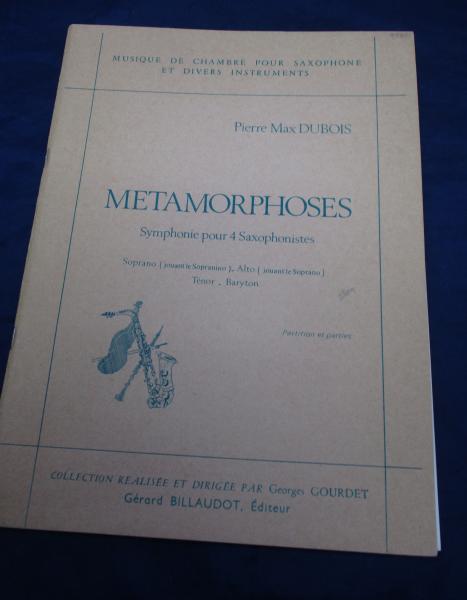 MUSIQUE DE CHAMBRE POUR SAXOPHONE
ET DIVERS INSTRUMENTS
Pierre Max DUBOIS
METAMORPHOSES
Symphonie pour 4 Saxophonistes
Soprano ( jouant le Sopranino ), Alto ( jouant le Soprano )
Ténor . Baryton
Partition et parties
COLLECTION REALISÉE ET DIRIGÉE PAR Georges GOURDET
Gérard BILLAUDOT, Éditeur